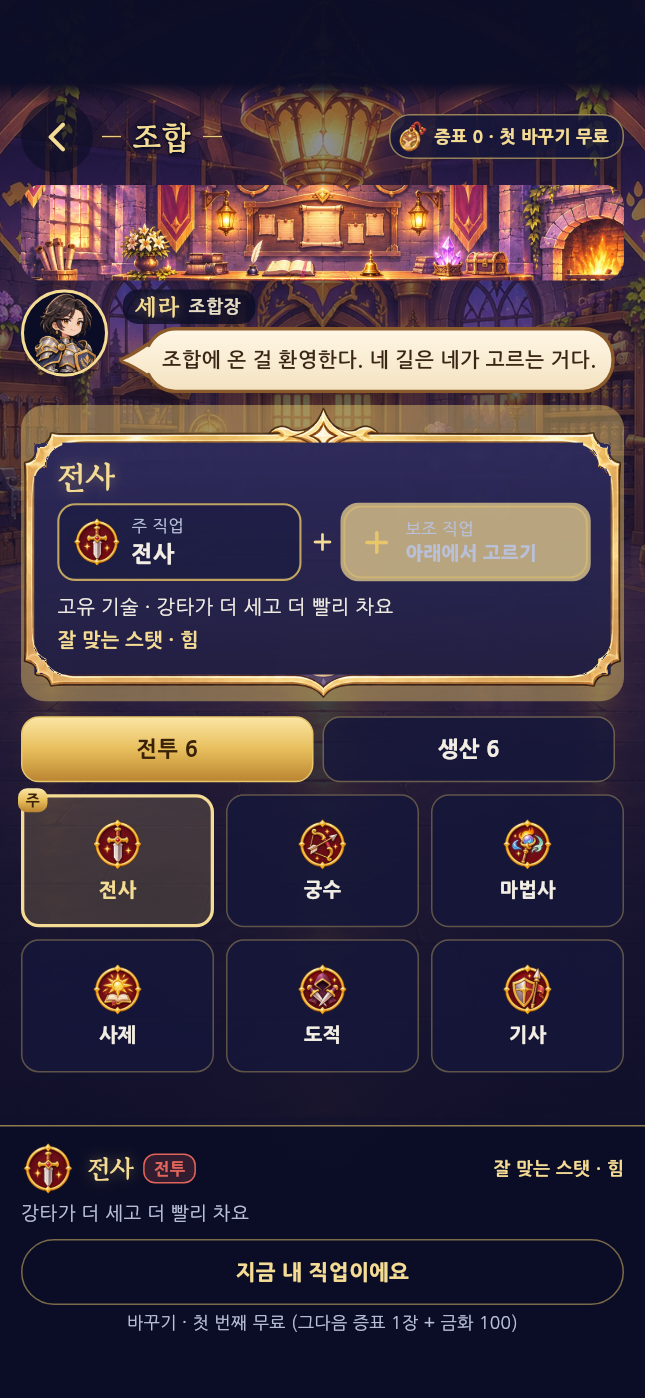 조합
증표 0 · 첫 바꾸기 무료
세라 조합장
조합에 온 걸 환영한다. 네 길은 네가 고르는 거다.
전사
주 직업
전사
+
+
보조 직업
아래에서 고르기
고유 기술 · 강타가 더 세고 더 빨리 차요
잘 맞는 스탯 · 힘
전투 6
생산 6
주
전사
궁수
마법사
사제
도적
기사
전사 전투
잘 맞는 스탯 · 힘
강타가 더 세고 더 빨리 차요
지금 내 직업이에요
바꾸기 · 첫 번째 무료 (그다음 증표 1장 + 금화 100)